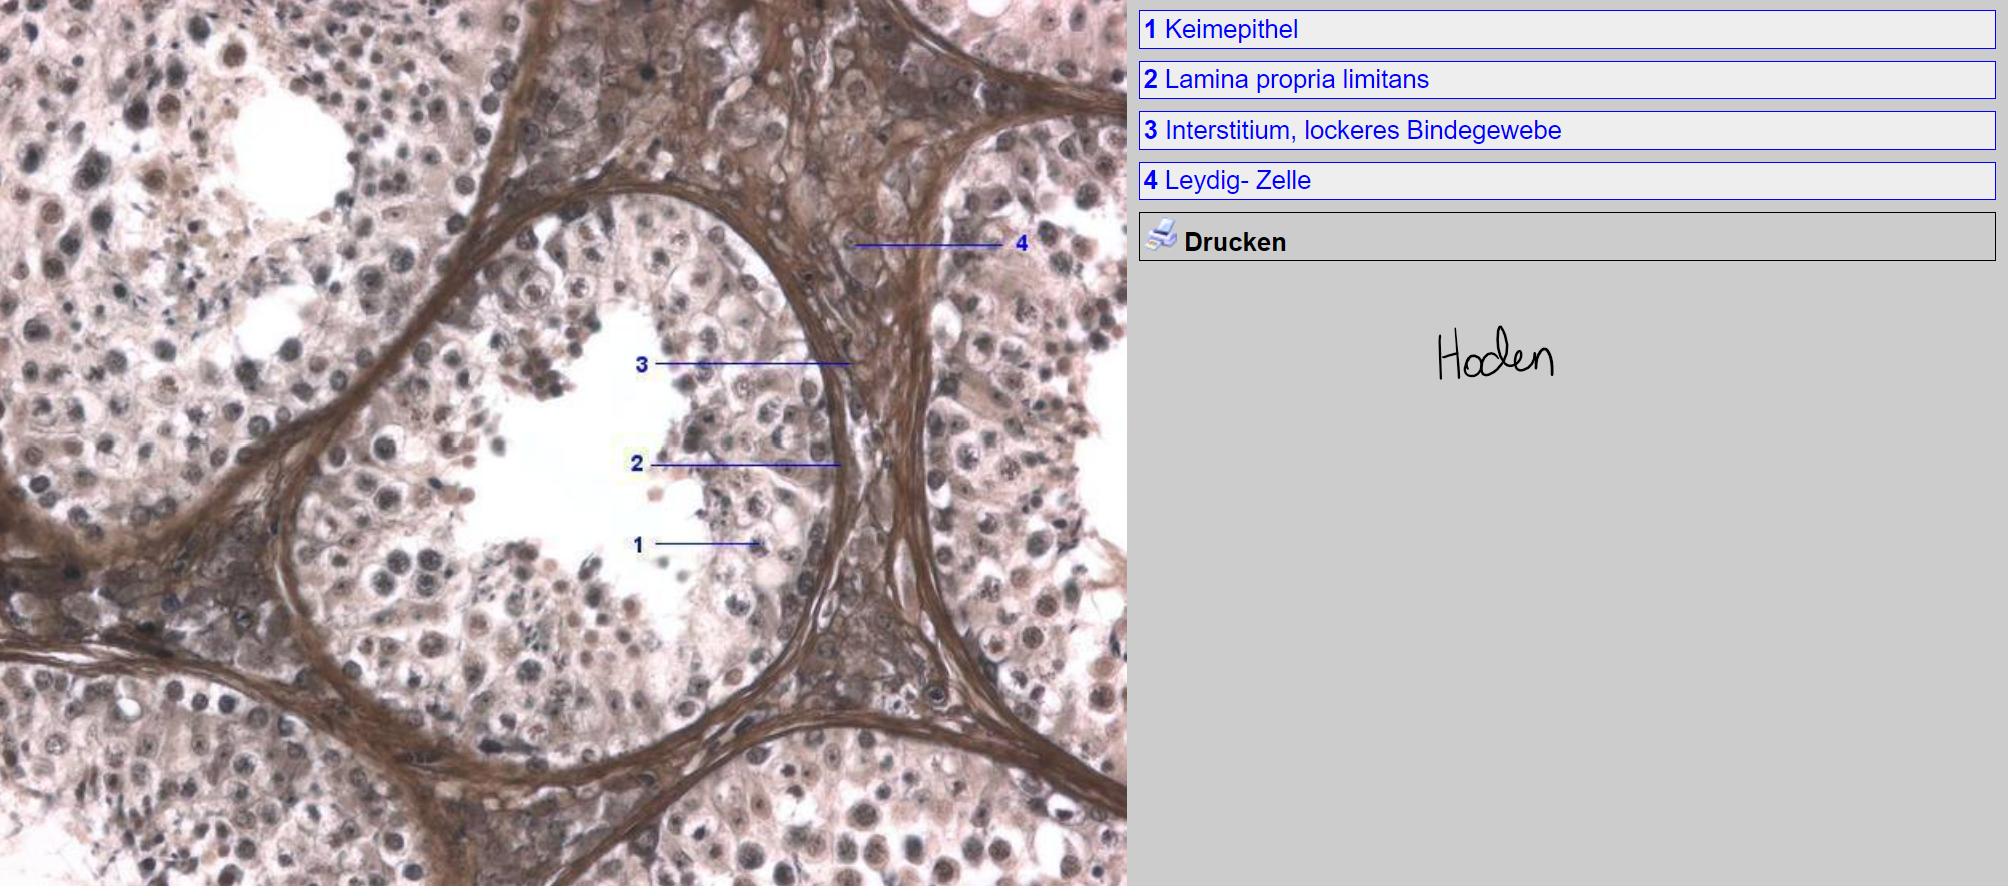 1 Keimepithel
2 Lamina propria limitans
3 Interstitium, lockeres Bindegewebe
4 Leydig- Zelle
Drucken
Hoden
4
3
2
1